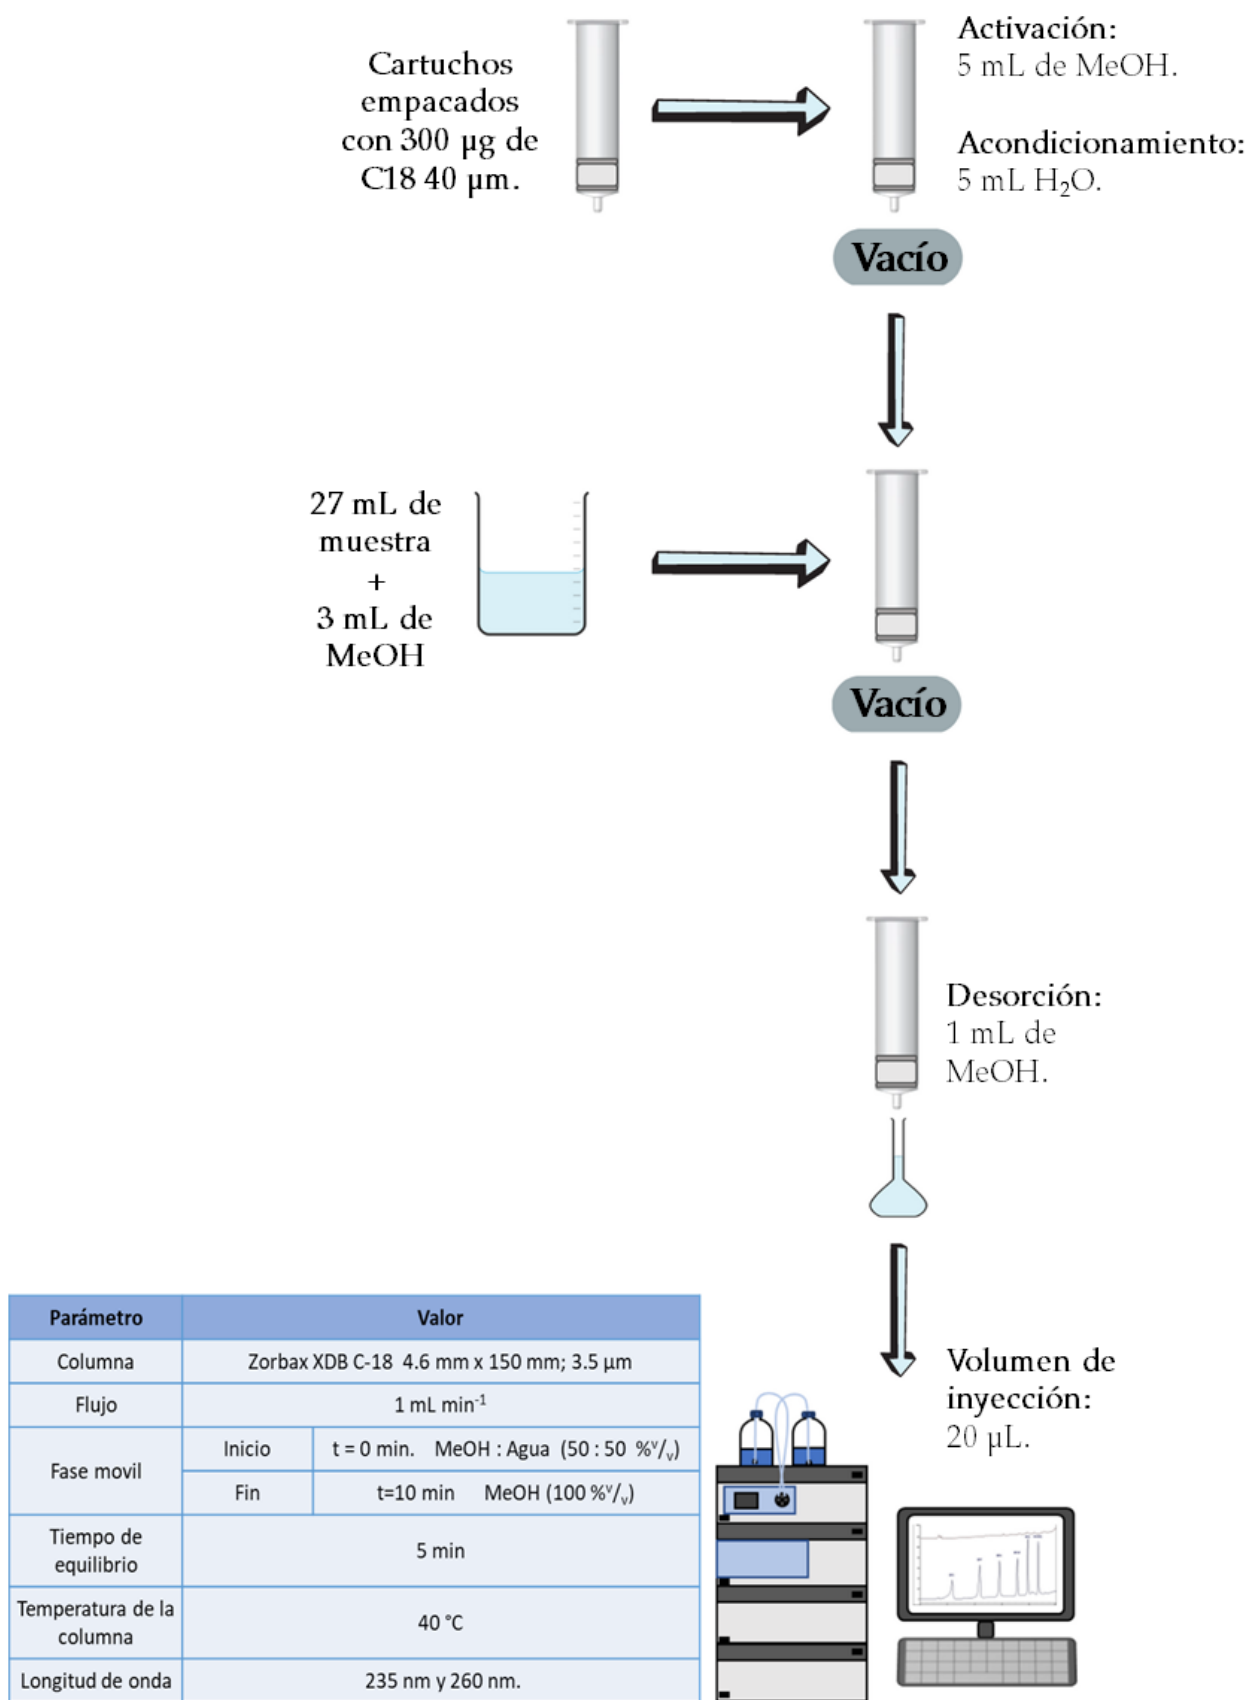 Cartuchos
empacados
con 300 µg de
C18 40 µm.
Activación:
5 mL de MeOH.
Acondicionamiento:
5 mL H₂O.
Vacío
27 mL de
muestra
+
3 mL de
MeOH
Vacío
Desorción:
1 mL de
MeOH.
Volumen de
inyección:
20 µL.
Parámetro Valor
Columna Zorbax XDB C-18 4.6 mm x 150 mm; 3.5 µm
Flujo 1 mL min⁻¹
Fase movil
Inicio t = 0 min. MeOH : Agua (50 : 50 %ᵛ/ᵥ)
Fin t=10 min MeOH (100 %ᵛ/ᵥ)
Tiempo de
equilibrio
5 min
Temperatura de la
columna
40 °C
Longitud de onda 235 nm y 260 nm.